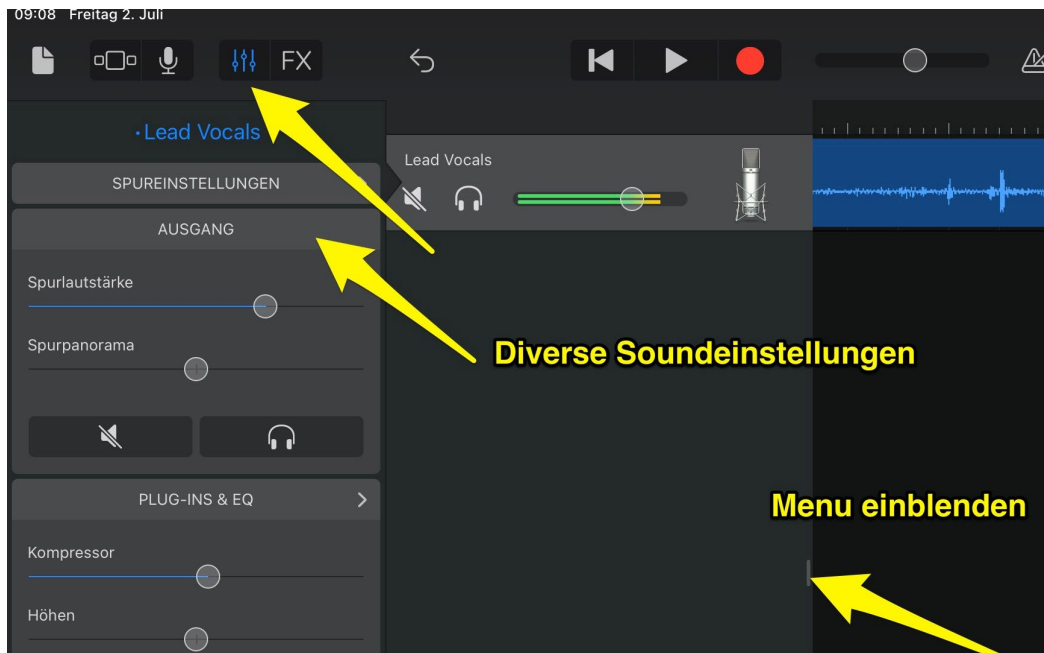 09:08 Freitag 2. Juli
FX
• Lead Vocals
SPUREINSTELLUNGEN
Lead Vocals
AUSGANG
Spurlautstärke
Spurpanorama
Diverse Soundeinstellungen
PLUG-INS & EQ
Menu einblenden
Kompressor
Höhen